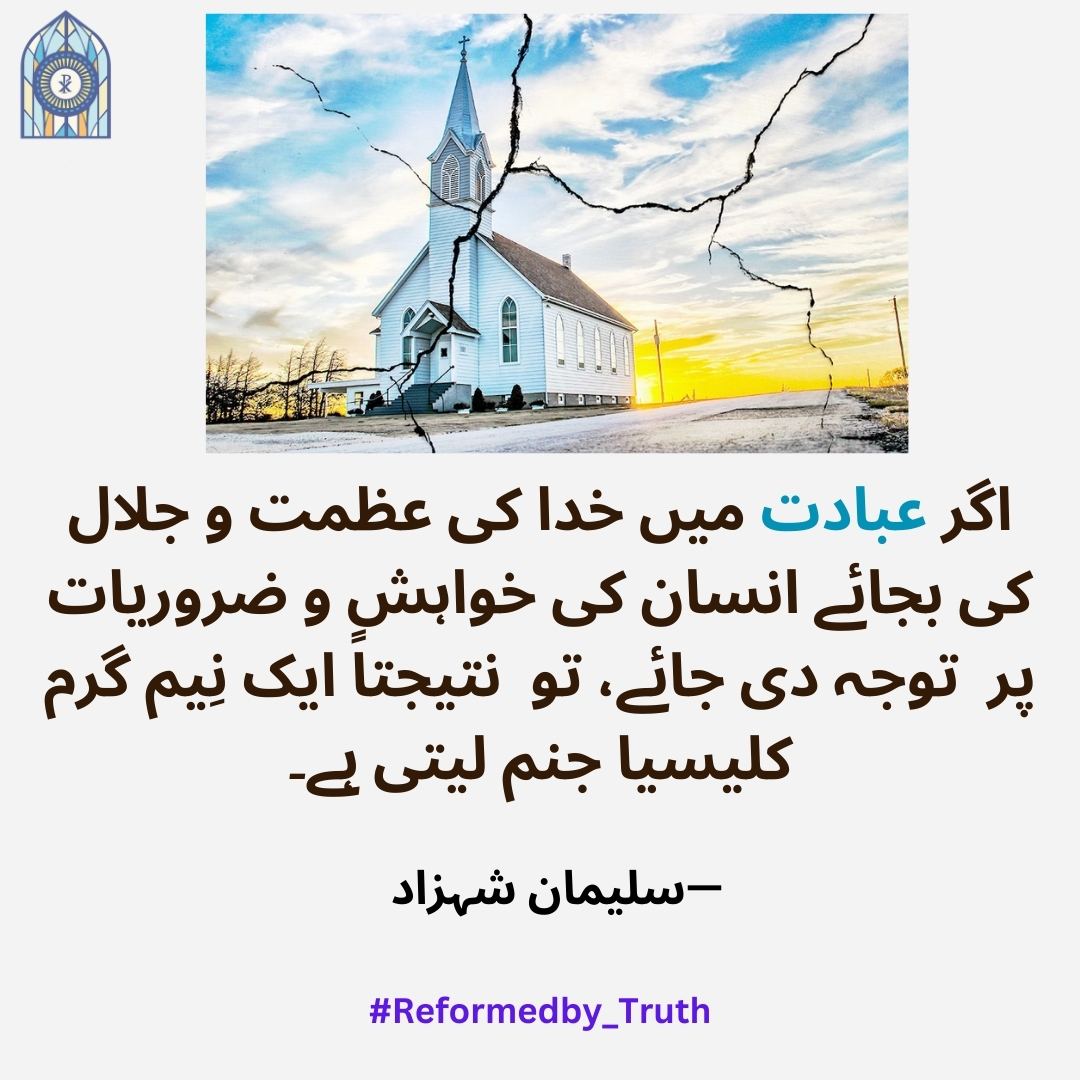 اگر عبادت میں خدا کی عظمت و جلال
کی بجائے انسان کی خواہش و ضروریات
پر توجہ دی جائے، تو نتیجتاً ایک نِیم گرم
کلیسیا جنم لیتی ہے۔
—سلیمان شہزاد
#Reformedby_Truth